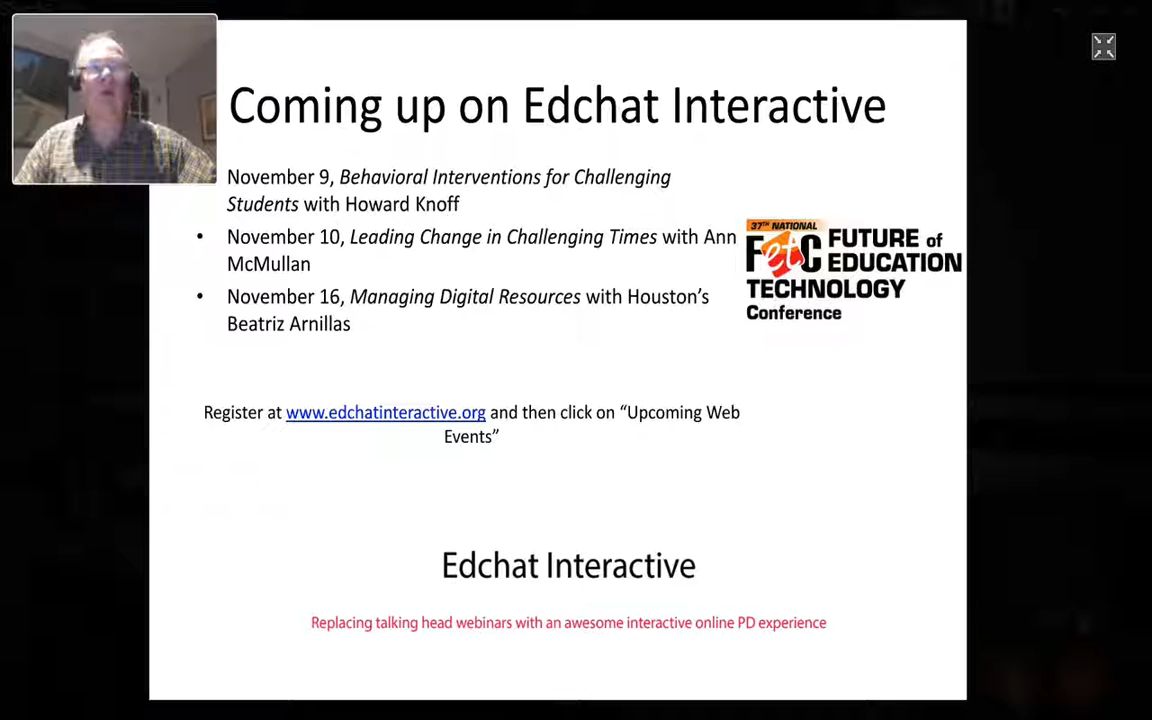 Coming up on Edchat Interactive
November 9, Behavioral Interventions for Challenging
Students with Howard Knoff
• November 10, Leading Change in Challenging Times with Ann
McMullan
• November 16, Managing Digital Resources with Houston’s
Beatriz Arnillas
37TH NATIONAL
FETC FUTURE of
EDUCATION
TECHNOLOGY
Conference
Register at www.edchatinteractive.org and then click on “Upcoming Web
Events”
Edchat Interactive
Replacing talking head webinars with an awesome interactive online PD experience